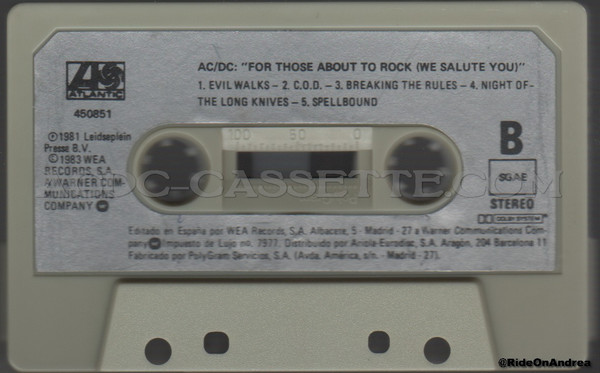 AC/DC: "FOR THOSE ABOUT TO ROCK (WE SALUTE YOU)"
1. EVIL WALKS – 2. C.O.D. – 3. BREAKING THE RULES – 4. NIGHT OF-
THE LONG KNIVES – 5. SPELLBOUND
ATLANTIC
450851
℗1981 Leidseplein
Presse B.V.
©1983 WEA
RECORDS, S.A.
A WARNER COM-
MUNICATIONS
COMPANY
100 50 0
B
SGAE
STEREO
DOLBY SYSTEM
DC-CASSETTE.COM
Editado en España por WEA Records, S.A. Albacete, 5 - Madrid - 27 a Warner Communications Com-
pany Impuesto de Lujo no. 7977. Distribuido por Ariola-Eurodisc, S.A. Aragón, 204 Barcelona 11
Fabricado por PolyGram Servicios, S.A. (Avda. América, s/n. - Madrid - 27).
@RideOnAndrea